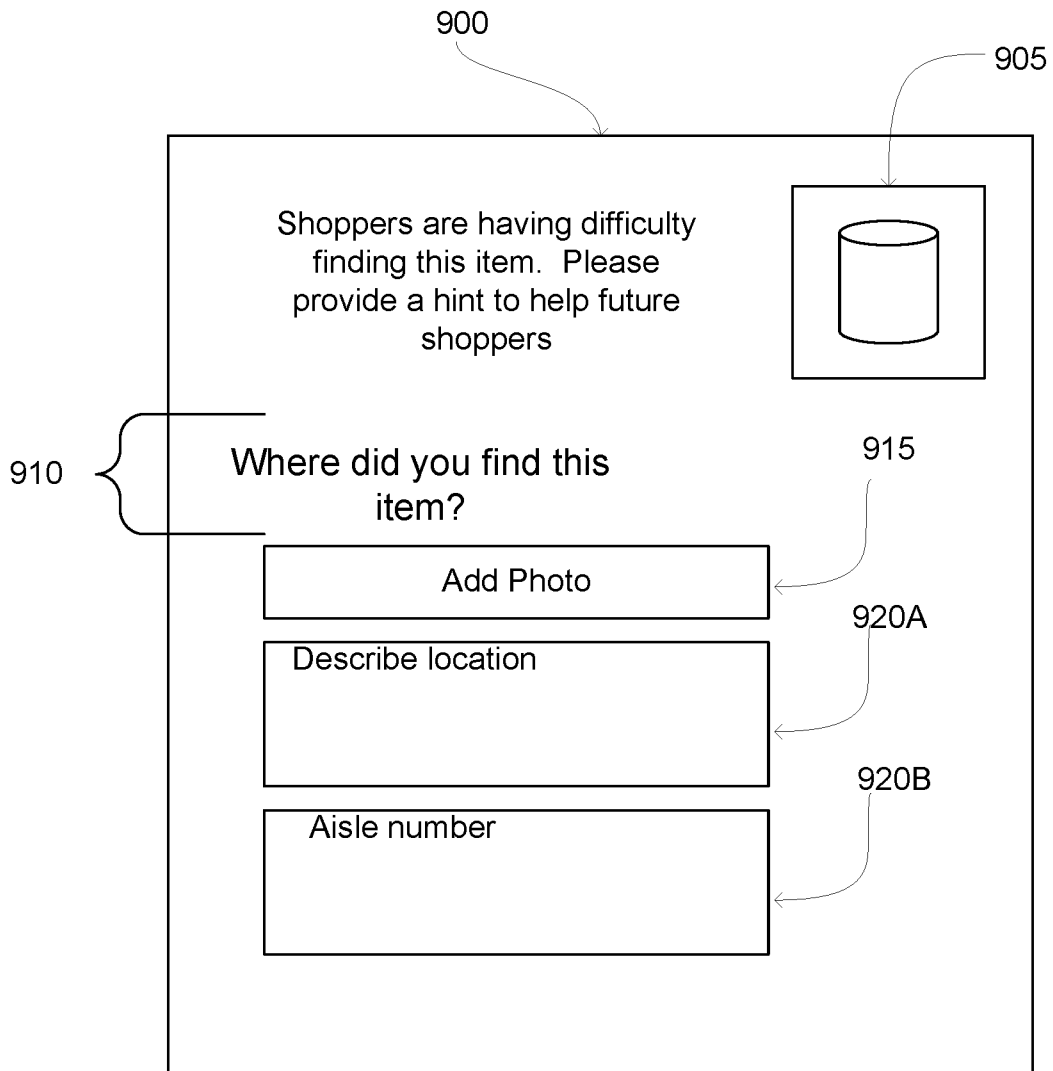 900
905
Shoppers are having difficulty
finding this item.  Please
provide a hint to help future
shoppers
910
Where did you find this
item?
915
Add Photo
920A
Describe location
920B
Aisle number